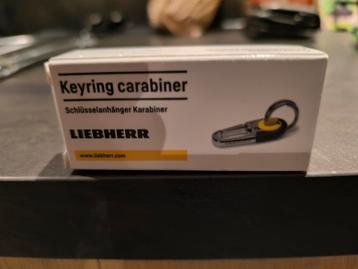 Keyring carabiner
Schlüsselanhänger Karabiner
LIEBHERR
www.liebherr.com